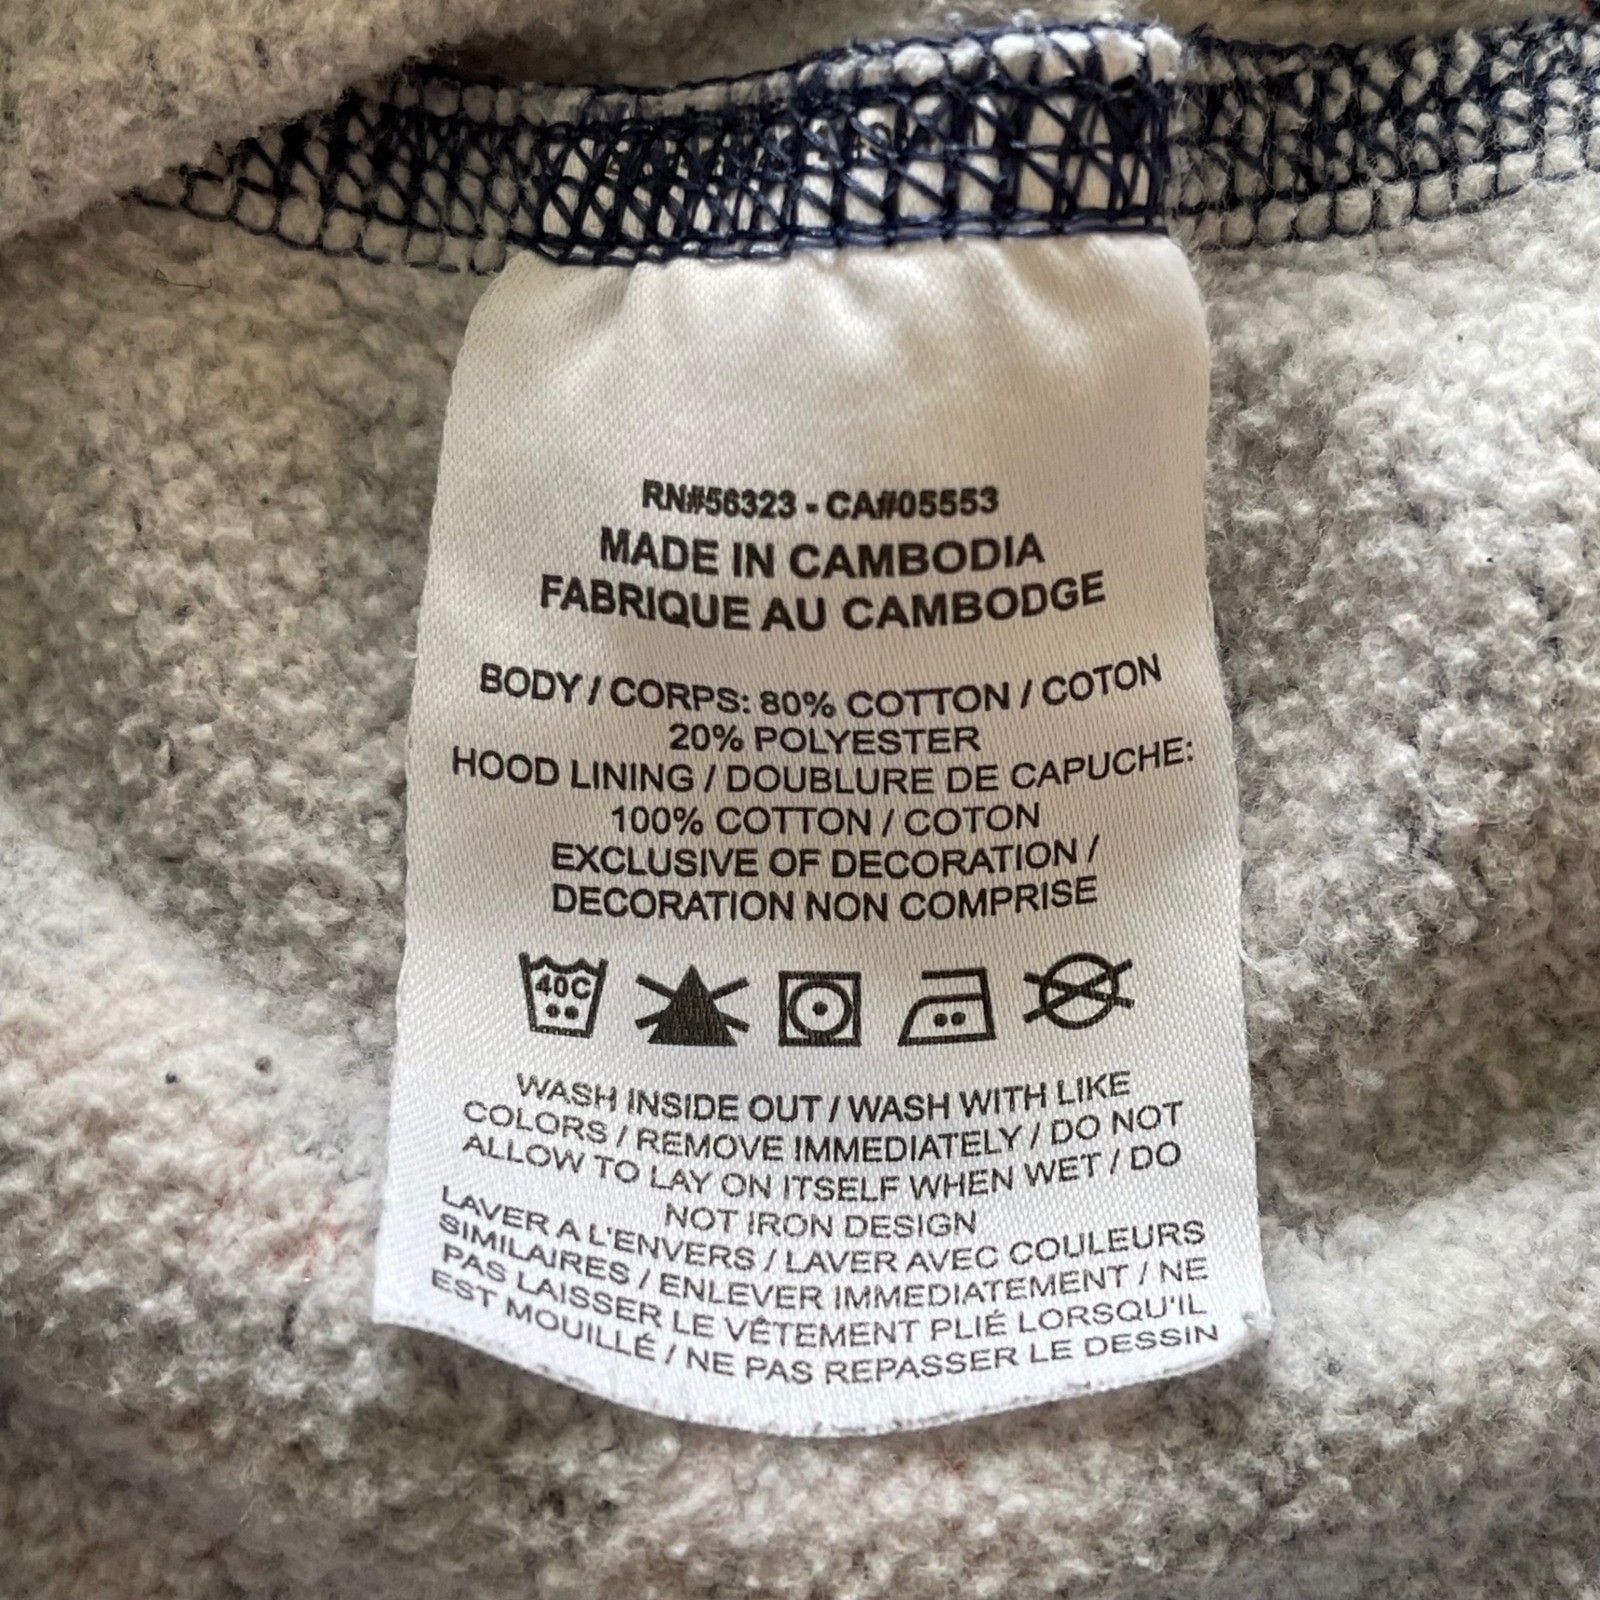 RN#56323 - CA#05553
MADE IN CAMBODIA
FABRIQUE AU CAMBODGE
BODY / CORPS: 80% COTTON / COTON
20% POLYESTER
HOOD LINING / DOUBLURE DE CAPUCHE:
100% COTTON / COTON
EXCLUSIVE OF DECORATION /
DECORATION NON COMPRISE
40C
WASH INSIDE OUT / WASH WITH LIKE
COLORS / REMOVE IMMEDIATELY / DO NOT
ALLOW TO LAY ON ITSELF WHEN WET / DO
NOT IRON DESIGN
LAVER A L'ENVERS / LAVER AVEC COULEURS
SIMILAIRES / ENLEVER IMMEDIATEMENT / NE
PAS LAISSER LE VÊTEMENT PLIÉ LORSQU'IL
EST MOUILLÉ / NE PAS REPASSER LE DESSIN